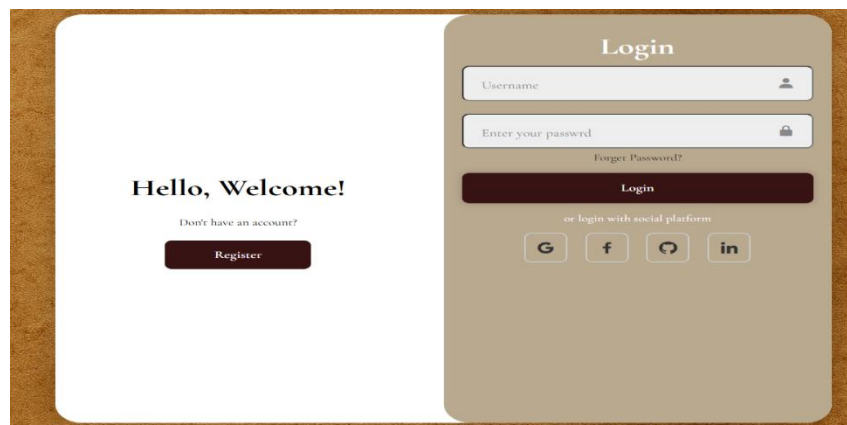 Hello, Welcome!
Don't have an account?
Register
Login
Username
Enter your passwrd
Forget Password?
Login
or login with social platform
G f in